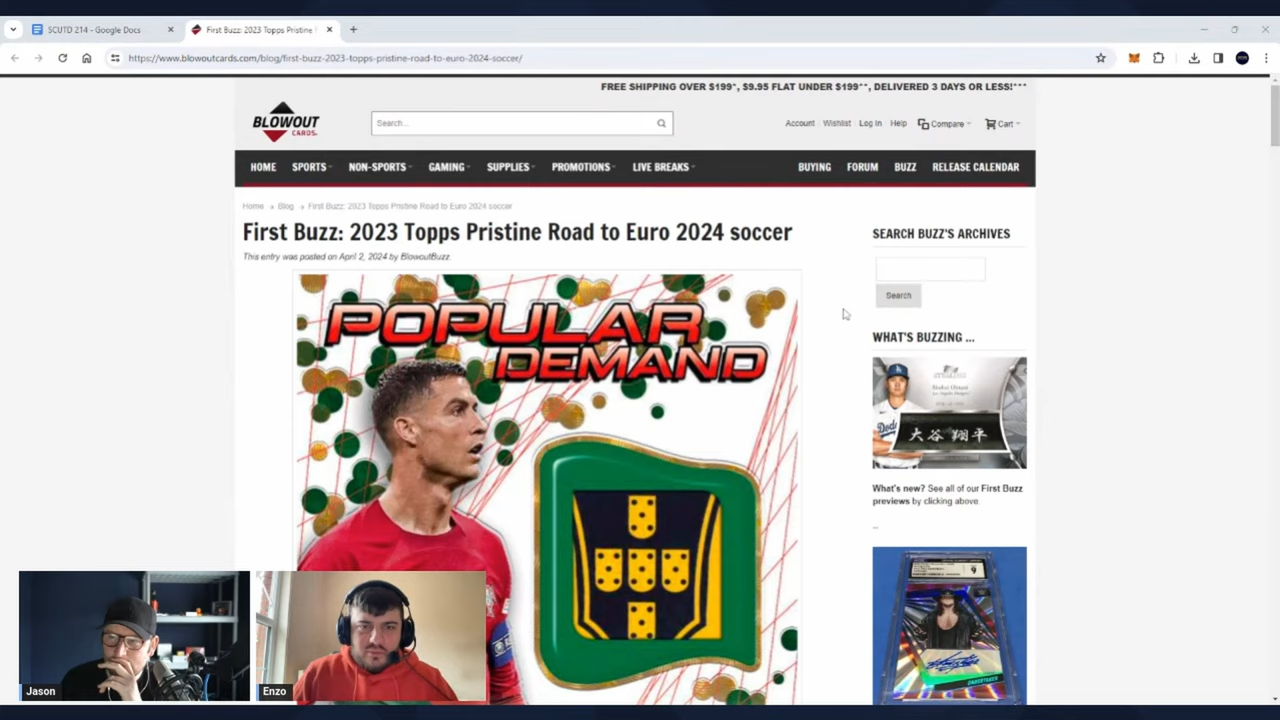 SCUTD 214 - Google Docs
First Buzz: 2023 Topps Pristine
https://www.blowoutcards.com/blog/first-buzz-2023-topps-pristine-road-to-euro-2024-soccer/
FREE SHIPPING OVER $199*, $9.95 FLAT UNDER $199**, DELIVERED 3 DAYS OR LESS!***
BLOWOUT
CARDS.
Search...
Account Wishlist Log In Help Compare Cart
HOME SPORTS NON-SPORTS GAMING SUPPLIES PROMOTIONS LIVE BREAKS BUYING FORUM BUZZ RELEASE CALENDAR
Home Blog First Buzz: 2023 Topps Pristine Road to Euro 2024 soccer
First Buzz: 2023 Topps Pristine Road to Euro 2024 soccer
This entry was posted on April 2, 2024 by BlowoutBuzz.
POPULAR
DEMAND
SEARCH BUZZ'S ARCHIVES
Search
WHAT'S BUZZING ...
Shohei Ohtani
Dodg
大谷 翔平
What's new? See all of our First Buzz
previews by clicking above.
...
9
UNDERTAKER
Jason
Enzo